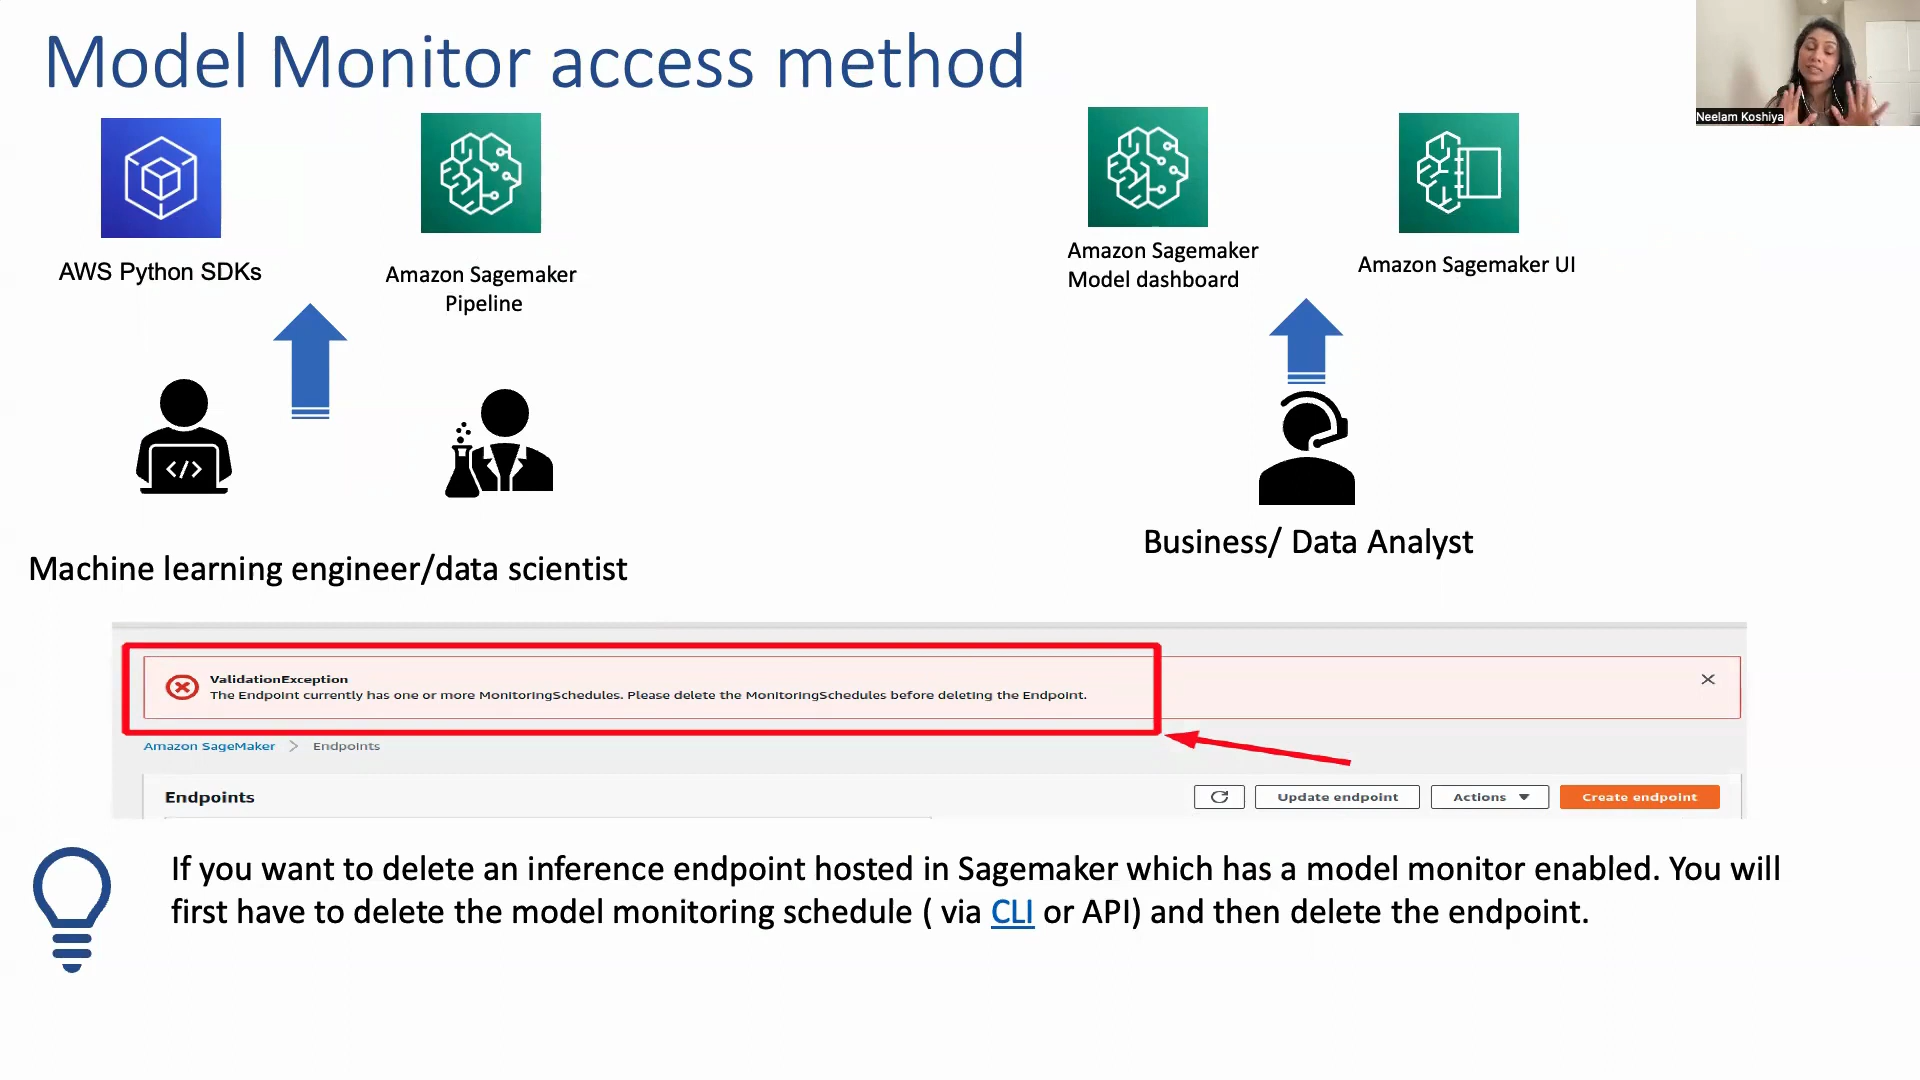 Model Monitor access method
Neelam Koshiya
AWS Python SDKs
Amazon Sagemaker
Pipeline
Amazon Sagemaker
Model dashboard
Amazon Sagemaker UI
</>
Machine learning engineer/data scientist
Business/ Data Analyst
ValidationException
The Endpoint currently has one or more MonitoringSchedules. Please delete the MonitoringSchedules before deleting the Endpoint.
Amazon SageMaker > Endpoints
Endpoints
Update endpoint
Actions
Create endpoint
If you want to delete an inference endpoint hosted in Sagemaker which has a model monitor enabled. You will
first have to delete the model monitoring schedule ( via CLI or API) and then delete the endpoint.